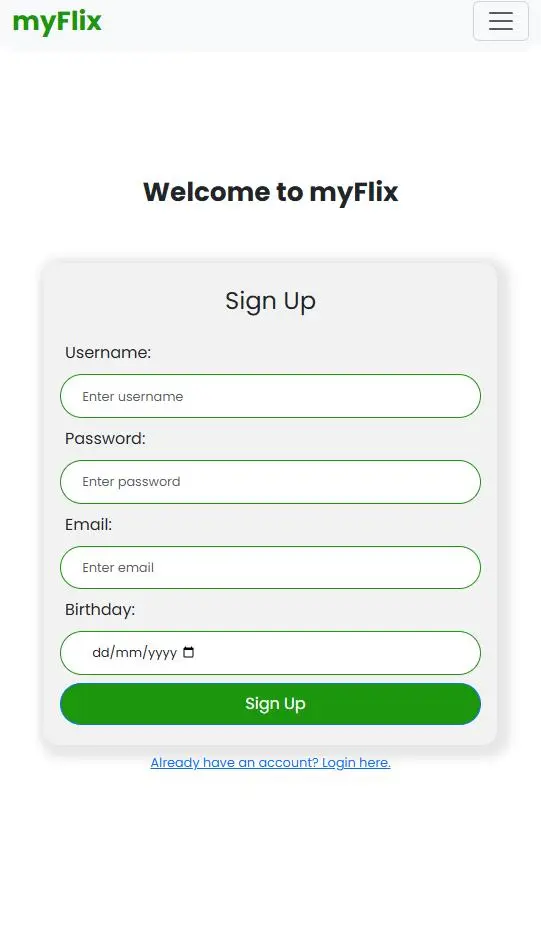 myFlix
Welcome to myFlix
Sign Up
Username:
Enter username
Password:
Enter password
Email:
Enter email
Birthday:
dd/mm/yyyy
Sign Up
Already have an account? Login here.